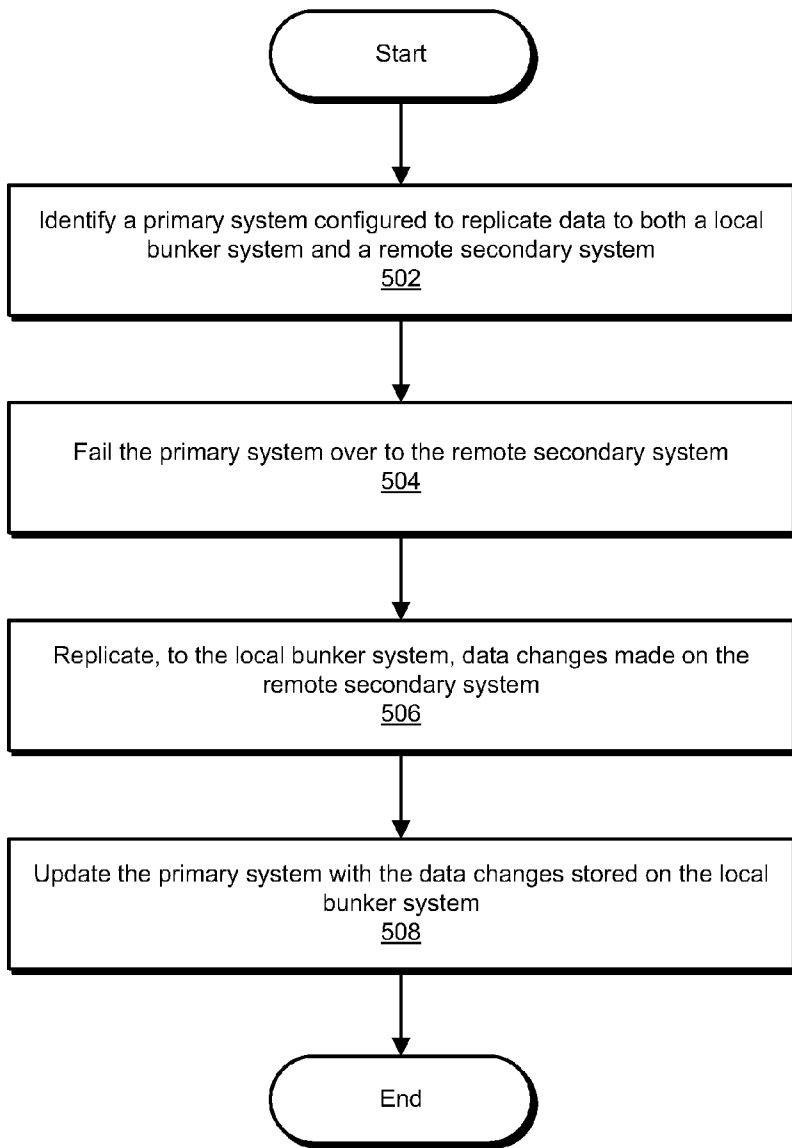 Start
Identify a primary system configured to replicate data to both a local
bunker system and a remote secondary system
502
Fail the primary system over to the remote secondary system
504
Replicate, to the local bunker system, data changes made on the
remote secondary system
506
Update the primary system with the data changes stored on the local
bunker system
508
End